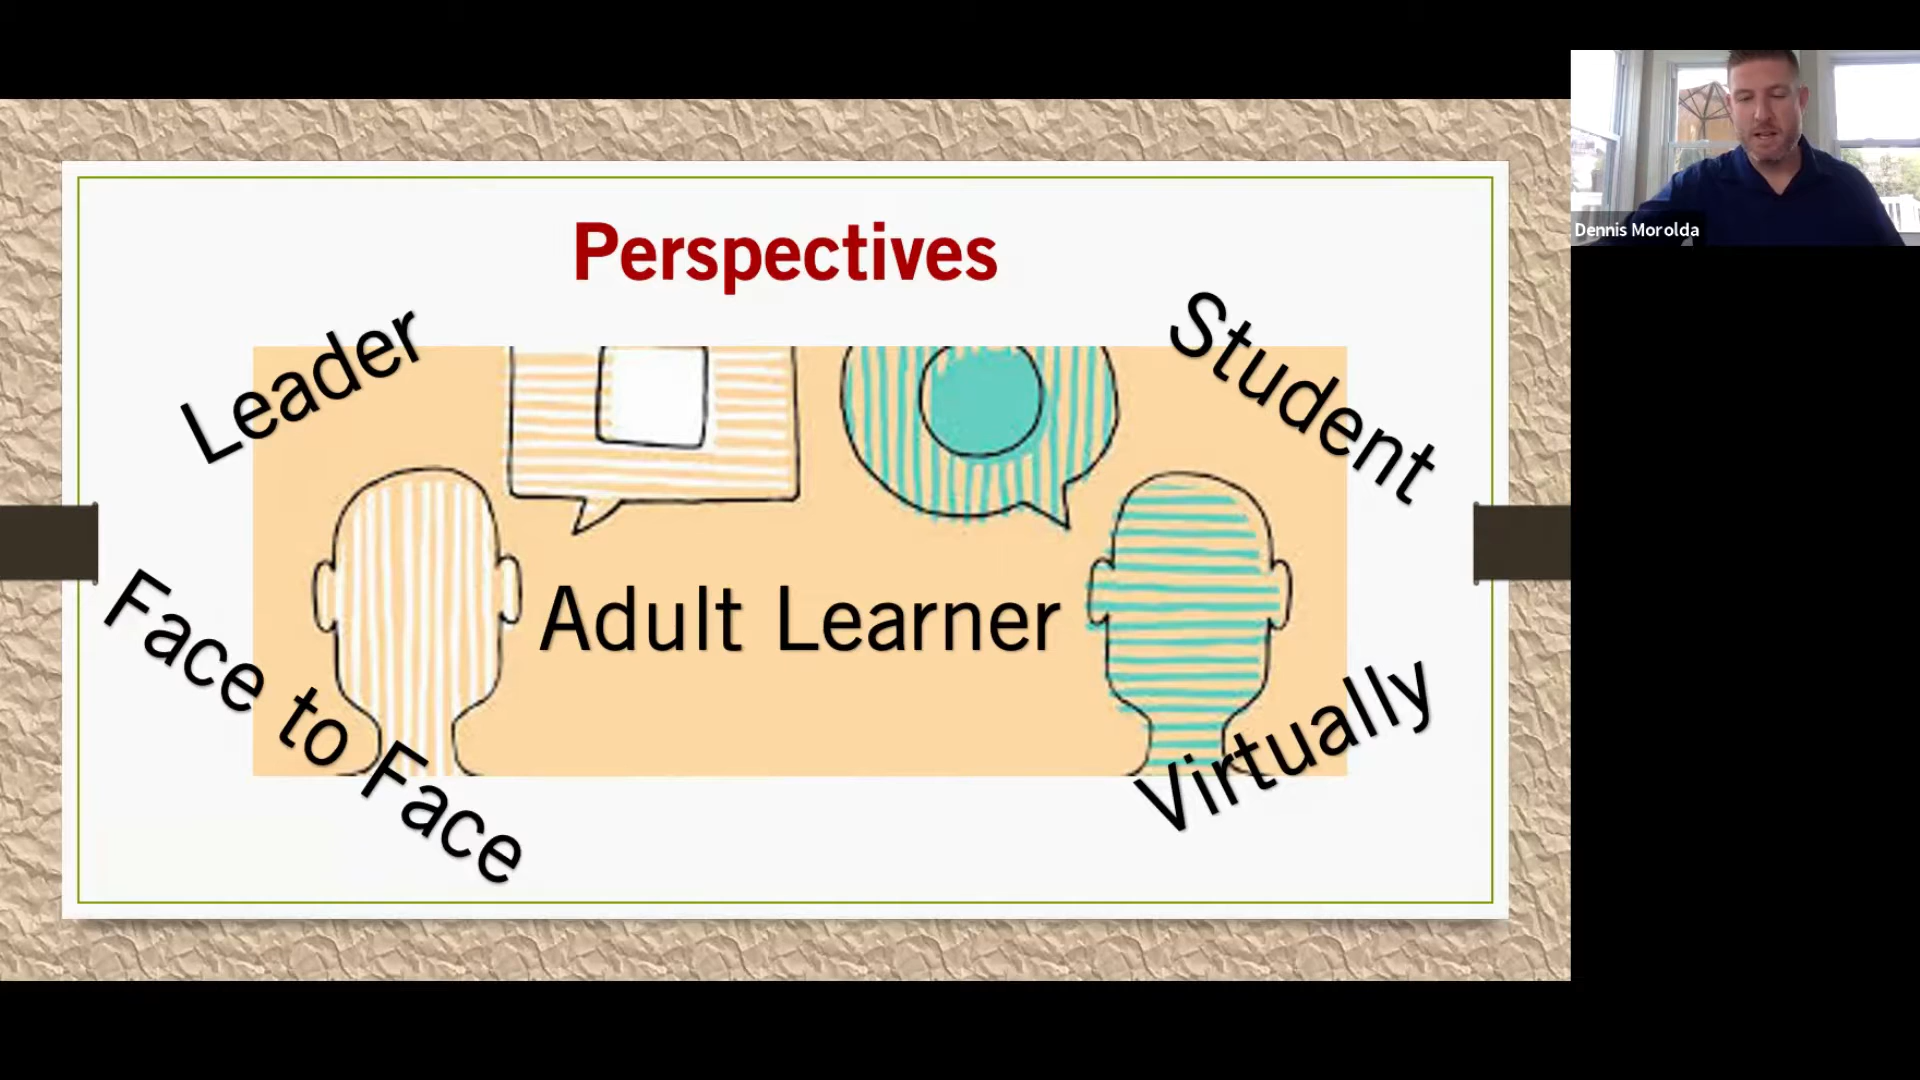 Perspectives
Leader
Student
Adult Learner
Face to Face
Virtually
Dennis Morolda